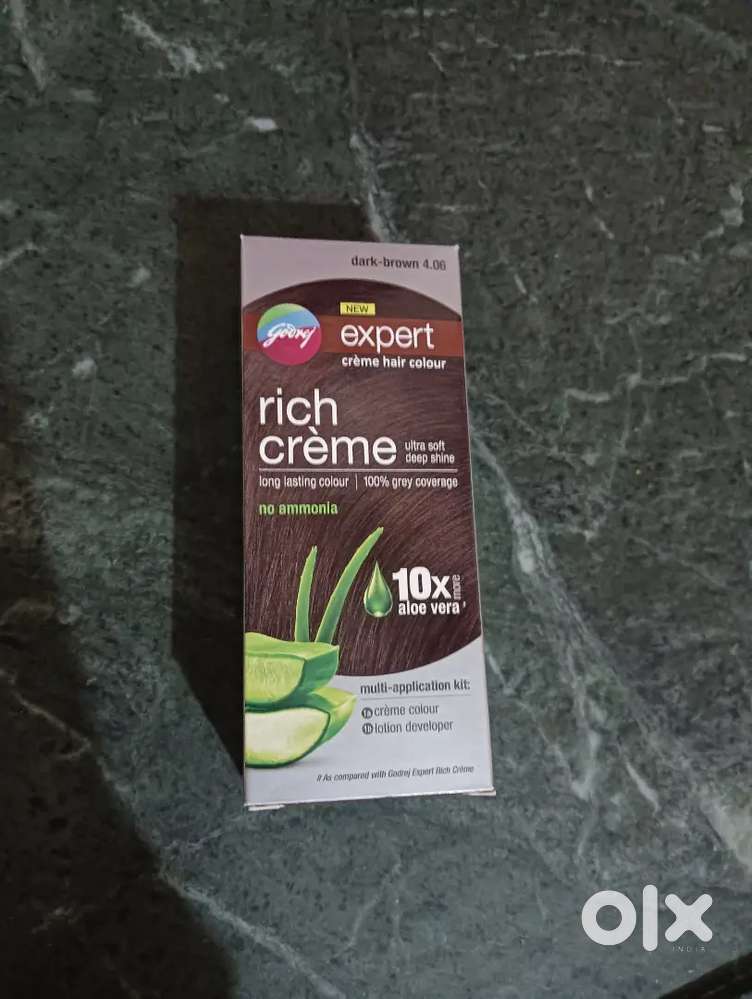 dark-brown 4.06
NEW
Godrej
expert
crème hair colour
rich
crème
ultra soft
deep shine
long lasting colour | 100% grey coverage
no ammonia
10x more
aloe vera
multi-application kit:
crème colour
lotion developer
# As compared with Godrej Expert Rich Crème
olx
INDIA